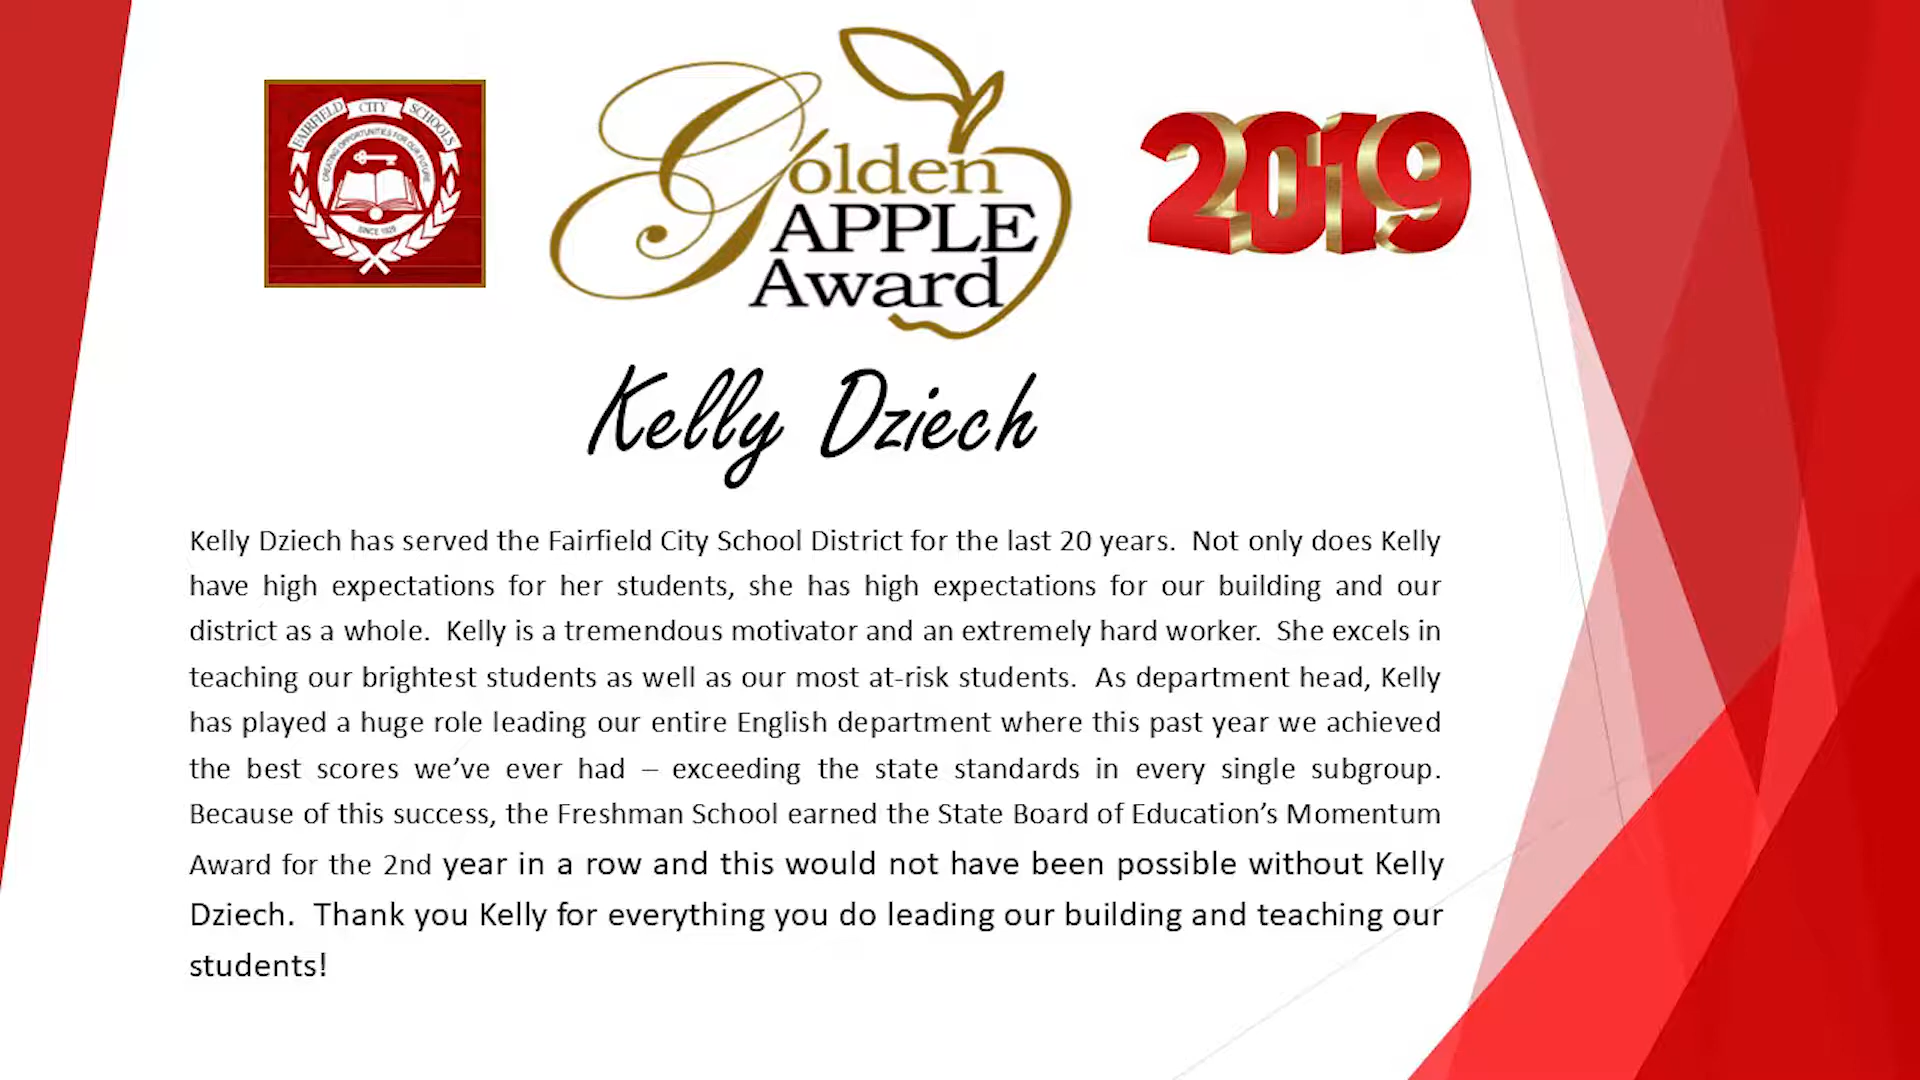 FAIRFIELD CITY SCHOOLS
CREATING OPPORTUNITIES FOR OUR FUTURE
Golden
APPLE
Award
2019
Kelly Dziech
Kelly Dziech has served the Fairfield City School District for the last 20 years. Not only does Kelly
have high expectations for her students, she has high expectations for our building and our
district as a whole. Kelly is a tremendous motivator and an extremely hard worker. She excels in
teaching our brightest students as well as our most at-risk students. As department head, Kelly
has played a huge role leading our entire English department where this past year we achieved
the best scores we’ve ever had – exceeding the state standards in every single subgroup.
Because of this success, the Freshman School earned the State Board of Education’s Momentum
Award for the 2nd year in a row and this would not have been possible without Kelly
Dziech. Thank you Kelly for everything you do leading our building and teaching our
students!